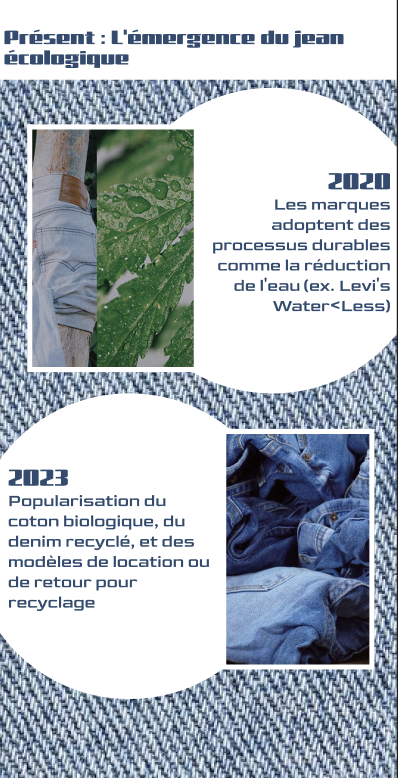 Présent : L'émergence du jean
écologique
2020
Les marques
adoptent des
processus durables
comme la réduction
de l'eau (ex. Levi's
Water<Less)
2023
Popularisation du
coton biologique, du
denim recyclé, et des
modèles de location ou
de retour pour
recyclage